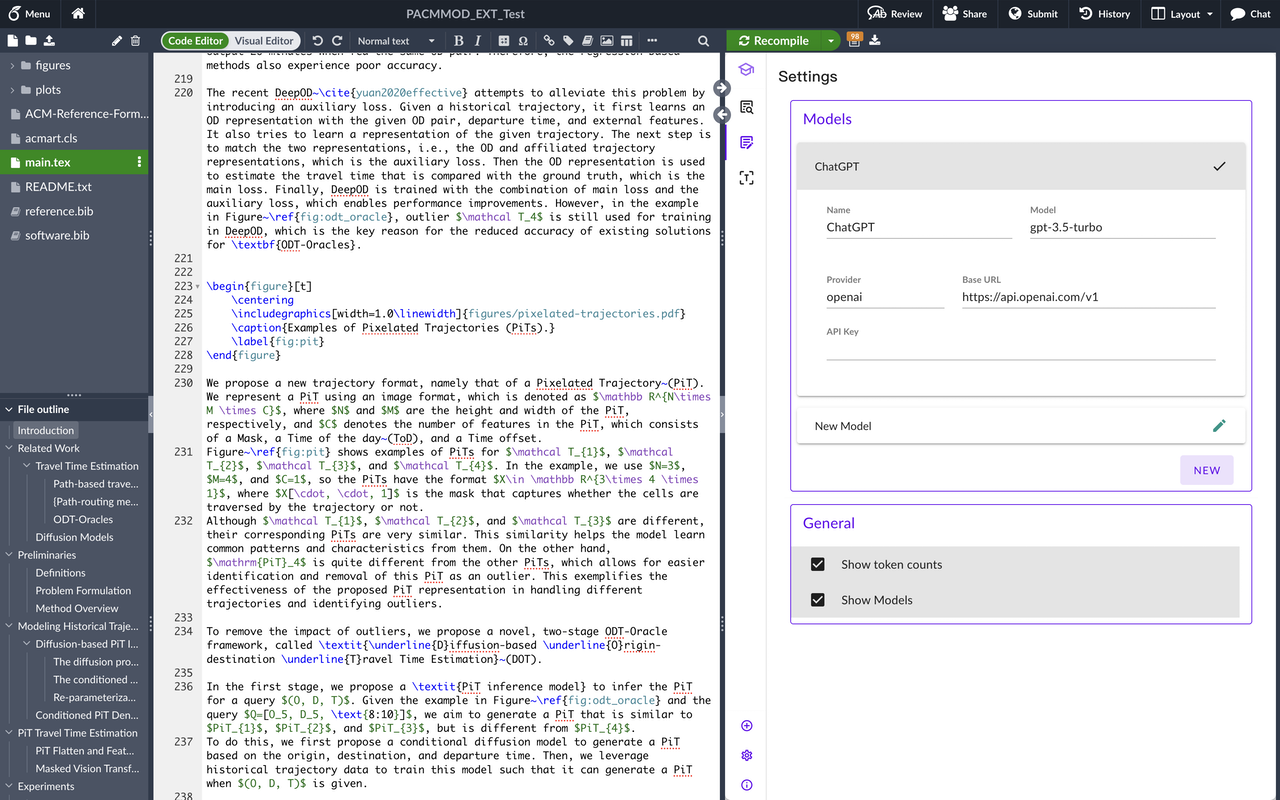 Menu
PACMMOD_EXT_Test
Review
Share
Submit
History
Layout
Chat
Code Editor
Visual Editor
Normal text
B
I
Ω
Recompile
98
figures
plots
ACM-Reference-Form...
acmart.cls
main.tex
README.txt
reference.bib
software.bib
File outline
Introduction
Related Work
Travel Time Estimation
Path-based trave...
{Path-routing me...
ODT-Oracles
Diffusion Models
Preliminaries
Definitions
Problem Formulation
Method Overview
Modeling Historical Traje...
Diffusion-based PiT I...
The diffusion pro...
The conditioned ...
Re-parameteriza...
Conditioned PiT Den...
PiT Travel Time Estimation
PiT Flatten and Feat...
Masked Vision Transf...
Experiments
methods also experience poor accuracy.
219
220 The recent DeepOD~\cite{yuan2020effective} attempts to alleviate this problem by
introducing an auxiliary loss. Given a historical trajectory, it first learns an
OD representation with the given OD pair, departure time, and external features.
It also tries to learn a representation of the given trajectory. The next step is
to match the two representations, i.e., the OD and affiliated trajectory
representations, which is the auxiliary loss. Then the OD representation is used
to estimate the travel time that is compared with the ground truth, which is the
main loss. Finally, DeepOD is trained with the combination of main loss and the
auxiliary loss, which enables performance improvements. However, in the example
in Figure~\ref{fig:odt_oracle}, outlier $\mathcal T_4$ is still used for training
in DeepOD, which is the key reason for the reduced accuracy of existing solutions
for \textbf{ODT-Oracles}.
221
222
223 \begin{figure}[t]
224 \centering
225 \includegraphics[width=1.0\linewidth]{figures/pixelated-trajectories.pdf}
226 \caption{Examples of Pixelated Trajectories (PiTs).}
227 \label{fig:pit}
228 \end{figure}
229
230 We propose a new trajectory format, namely that of a Pixelated Trajectory~(PiT).
We represent a PiT using an image format, which is denoted as $\mathbb R^{N\times
M \times C}$, where $N$ and $M$ are the height and width of the PiT,
respectively, and $C$ denotes the number of features in the PiT, which consists
of a Mask, a Time of the day~(ToD), and a Time offset.
231 Figure~\ref{fig:pit} shows examples of PiTs for $\mathcal T_{1}$, $\mathcal
T_{2}$, $\mathcal T_{3}$, and $\mathcal T_{4}$. In the example, we use $N=3$,
$M=4$, and $C=1$, so the PiTs have the format $X\in \mathbb R^{3\times 4 \times
1}$, where $X[\cdot, \cdot, 1]$ is the mask that captures whether the cells are
traversed by the trajectory or not.
232 Although $\mathcal T_{1}$, $\mathcal T_{2}$, and $\mathcal T_{3}$ are different,
their corresponding PiTs are very similar. This similarity helps the model learn
common patterns and characteristics from them. On the other hand,
$\mathrm{PiT}_4$ is quite different from the other PiTs, which allows for easier
identification and removal of this PiT as an outlier. This exemplifies the
effectiveness of the proposed PiT representation in handling different
trajectories and identifying outliers.
233
234 To remove the impact of outliers, we propose a novel, two-stage ODT-Oracle
framework, called \textit{\underline{D}iffusion-based \underline{O}rigin-
destination \underline{T}ravel Time Estimation}~(DOT).
235
236 In the first stage, we propose a \textit{PiT inference model} to infer the PiT
for a query $(O, D, T)$. Given the example in Figure~\ref{fig:odt_oracle} and the
query $Q=[O_5, D_5, \text{8:10}]$, we aim to generate a PiT that is similar to
$PiT_{1}$, $PiT_{2}$, and $PiT_{3}$, but is different from $PiT_{4}$.
237 To do this, we first propose a conditional diffusion model to generate a PiT
based on the origin, destination, and departure time. Then, we leverage
historical trajectory data to train this model such that it can generate a PiT
when $(O, D, T)$ is given.
238
Settings
Models
ChatGPT
Name
ChatGPT
Model
gpt-3.5-turbo
Provider
openai
Base URL
https://api.openai.com/v1
API Key
New Model
NEW
General
Show token counts
Show Models